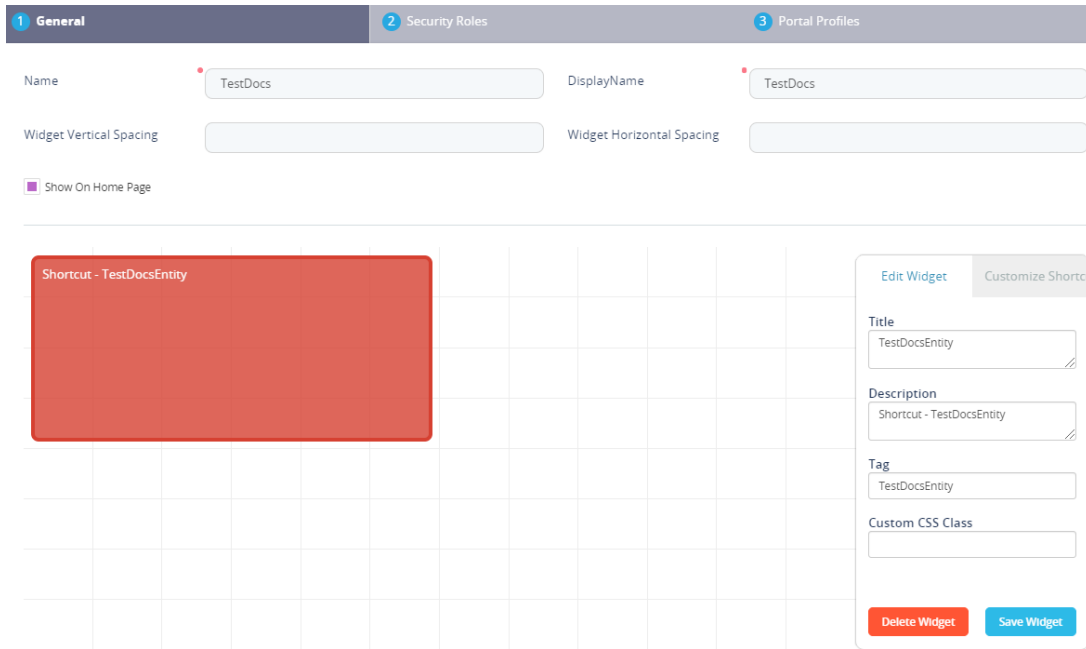 1 General
2 Security Roles
3 Portal Profiles
Name
TestDocs
DisplayName
TestDocs
Widget Vertical Spacing
Widget Horizontal Spacing
Show On Home Page
Shortcut - TestDocsEntity
Edit Widget
Customize Shortc
Title
TestDocsEntity
Description
Shortcut - TestDocsEntity
Tag
TestDocsEntity
Custom CSS Class
Delete Widget
Save Widget